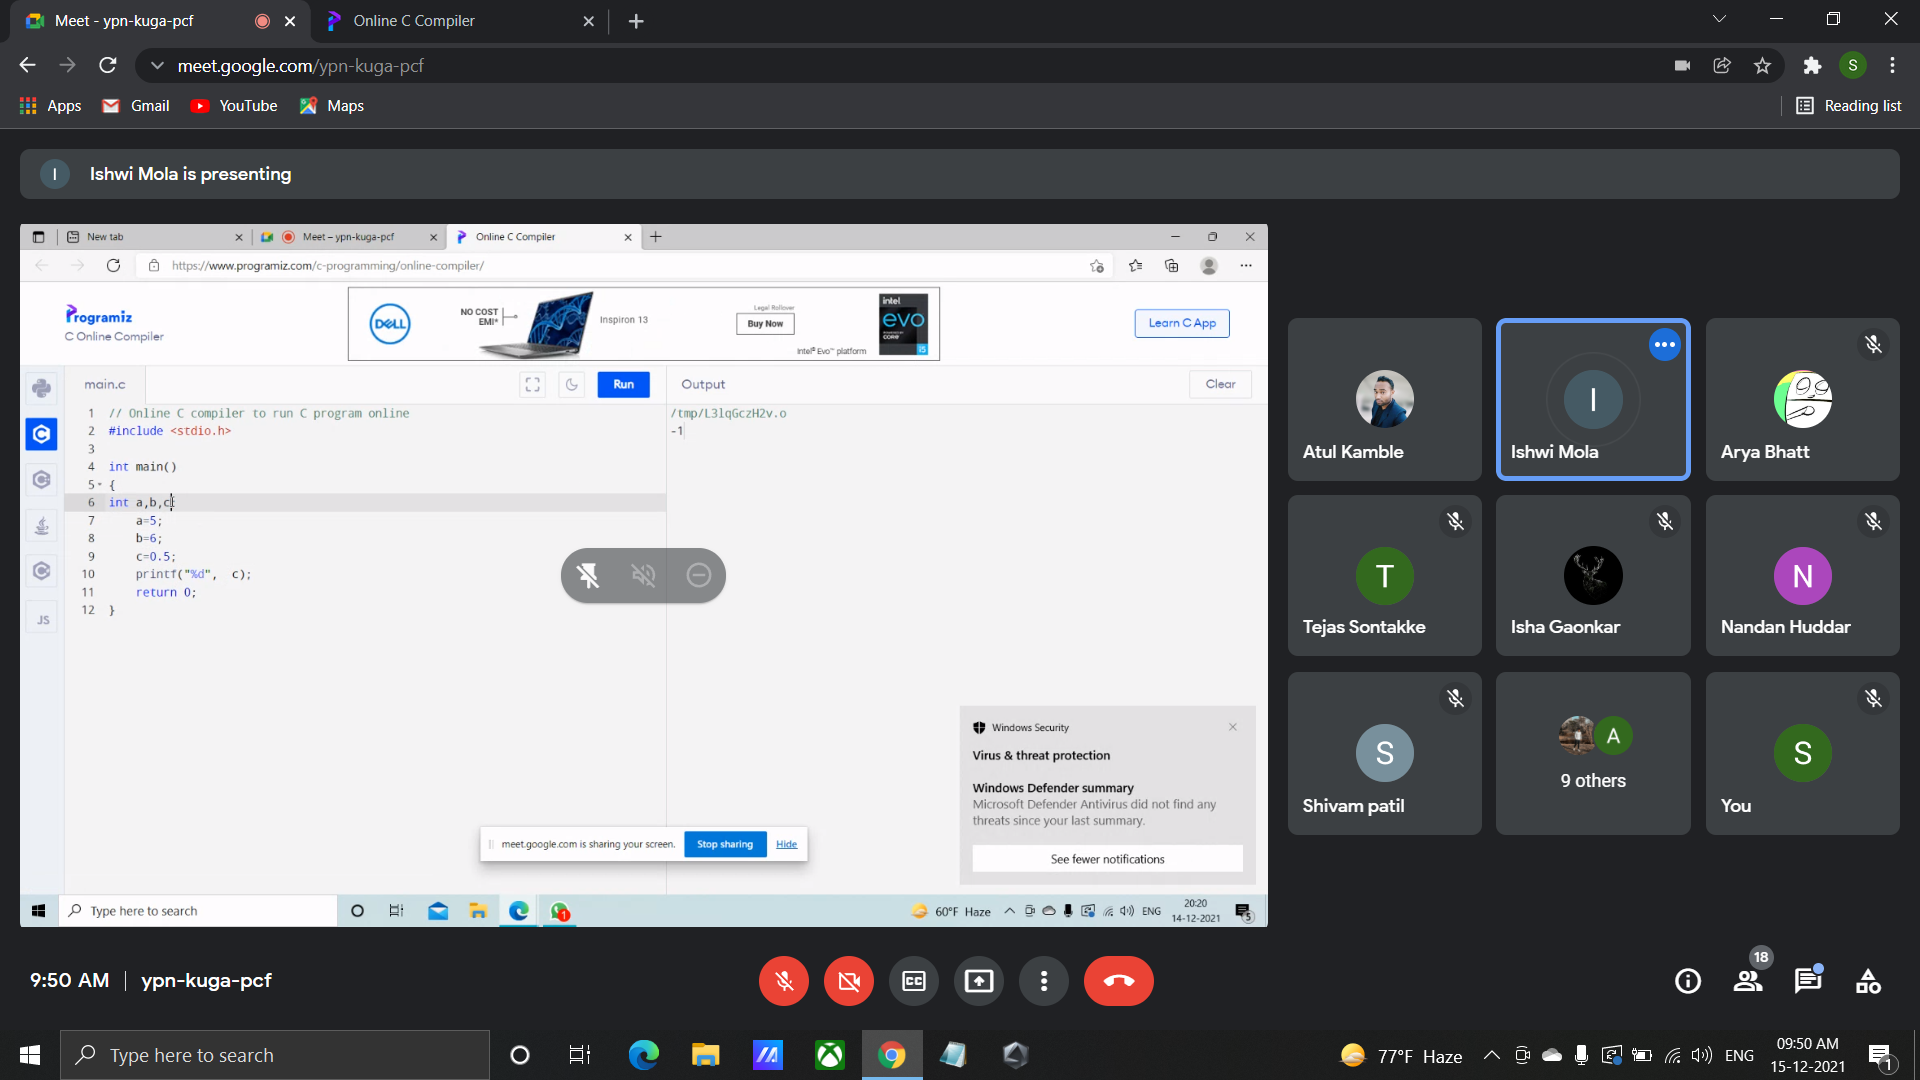 Meet - ypn-kuga-pcf
Online C Compiler
meet.google.com/ypn-kuga-pcf
S
Apps
Gmail
YouTube
Maps
Reading list
I
Ishwi Mola is presenting
New tab
Meet – ypn-kuga-pcf
Online C Compiler
https://www.programiz.com/c-programming/online-compiler/
Programiz
C Online Compiler
DELL
NO COST
EMI*
Inspiron 13
Legal Rollover
Buy Now
Intel® Evo™ platform
intel
evo
CORE
i5
Learn C App
main.c
Run
Output
Clear
1 // Online C compiler to run C program online
2 #include <stdio.h>
3
4 int main()
5 {
6 int a,b,c;
7 a=5;
8 b=6;
9 c=0.5;
10 printf("%d", c);
11 return 0;
12 }
JS
/tmp/L3lqGczH2v.o
-1
Windows Security
Virus & threat protection
Windows Defender summary
Microsoft Defender Antivirus did not find any
threats since your last summary.
See fewer notifications
meet.google.com is sharing your screen.
Stop sharing
Hide
Type here to search
1
60°F Haze
ENG
20:20
14-12-2021
5
Atul Kamble
I
Ishwi Mola
Arya Bhatt
T
Tejas Sontakke
Isha Gaonkar
N
Nandan Huddar
S
Shivam patil
A
9 others
S
You
9:50 AM
ypn-kuga-pcf
CC
18
Type here to search
77°F Haze
ENG
09:50 AM
15-12-2021
1